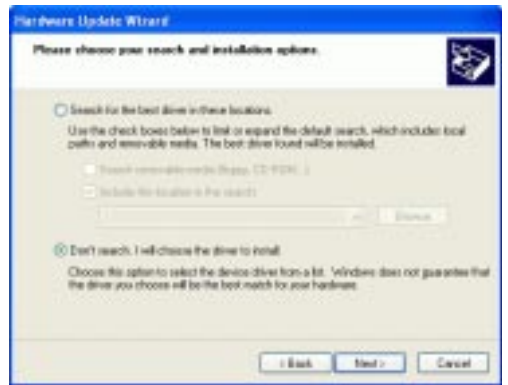 Hardware Update Wizard
Please choose your search and installation options.
Search for the best driver in these locations.
Use the check boxes below to limit or expand the default search, which includes local
paths and removable media. The best driver found will be installed.
Search removable media (floppy, CD-ROM...)
Include this location in the search:
Browse
Don't search. I will choose the driver to install.
Choose this option to select the device driver from a list. Windows does not guarantee that
the driver you choose will be the best match for your hardware.
< Back
Next >
Cancel